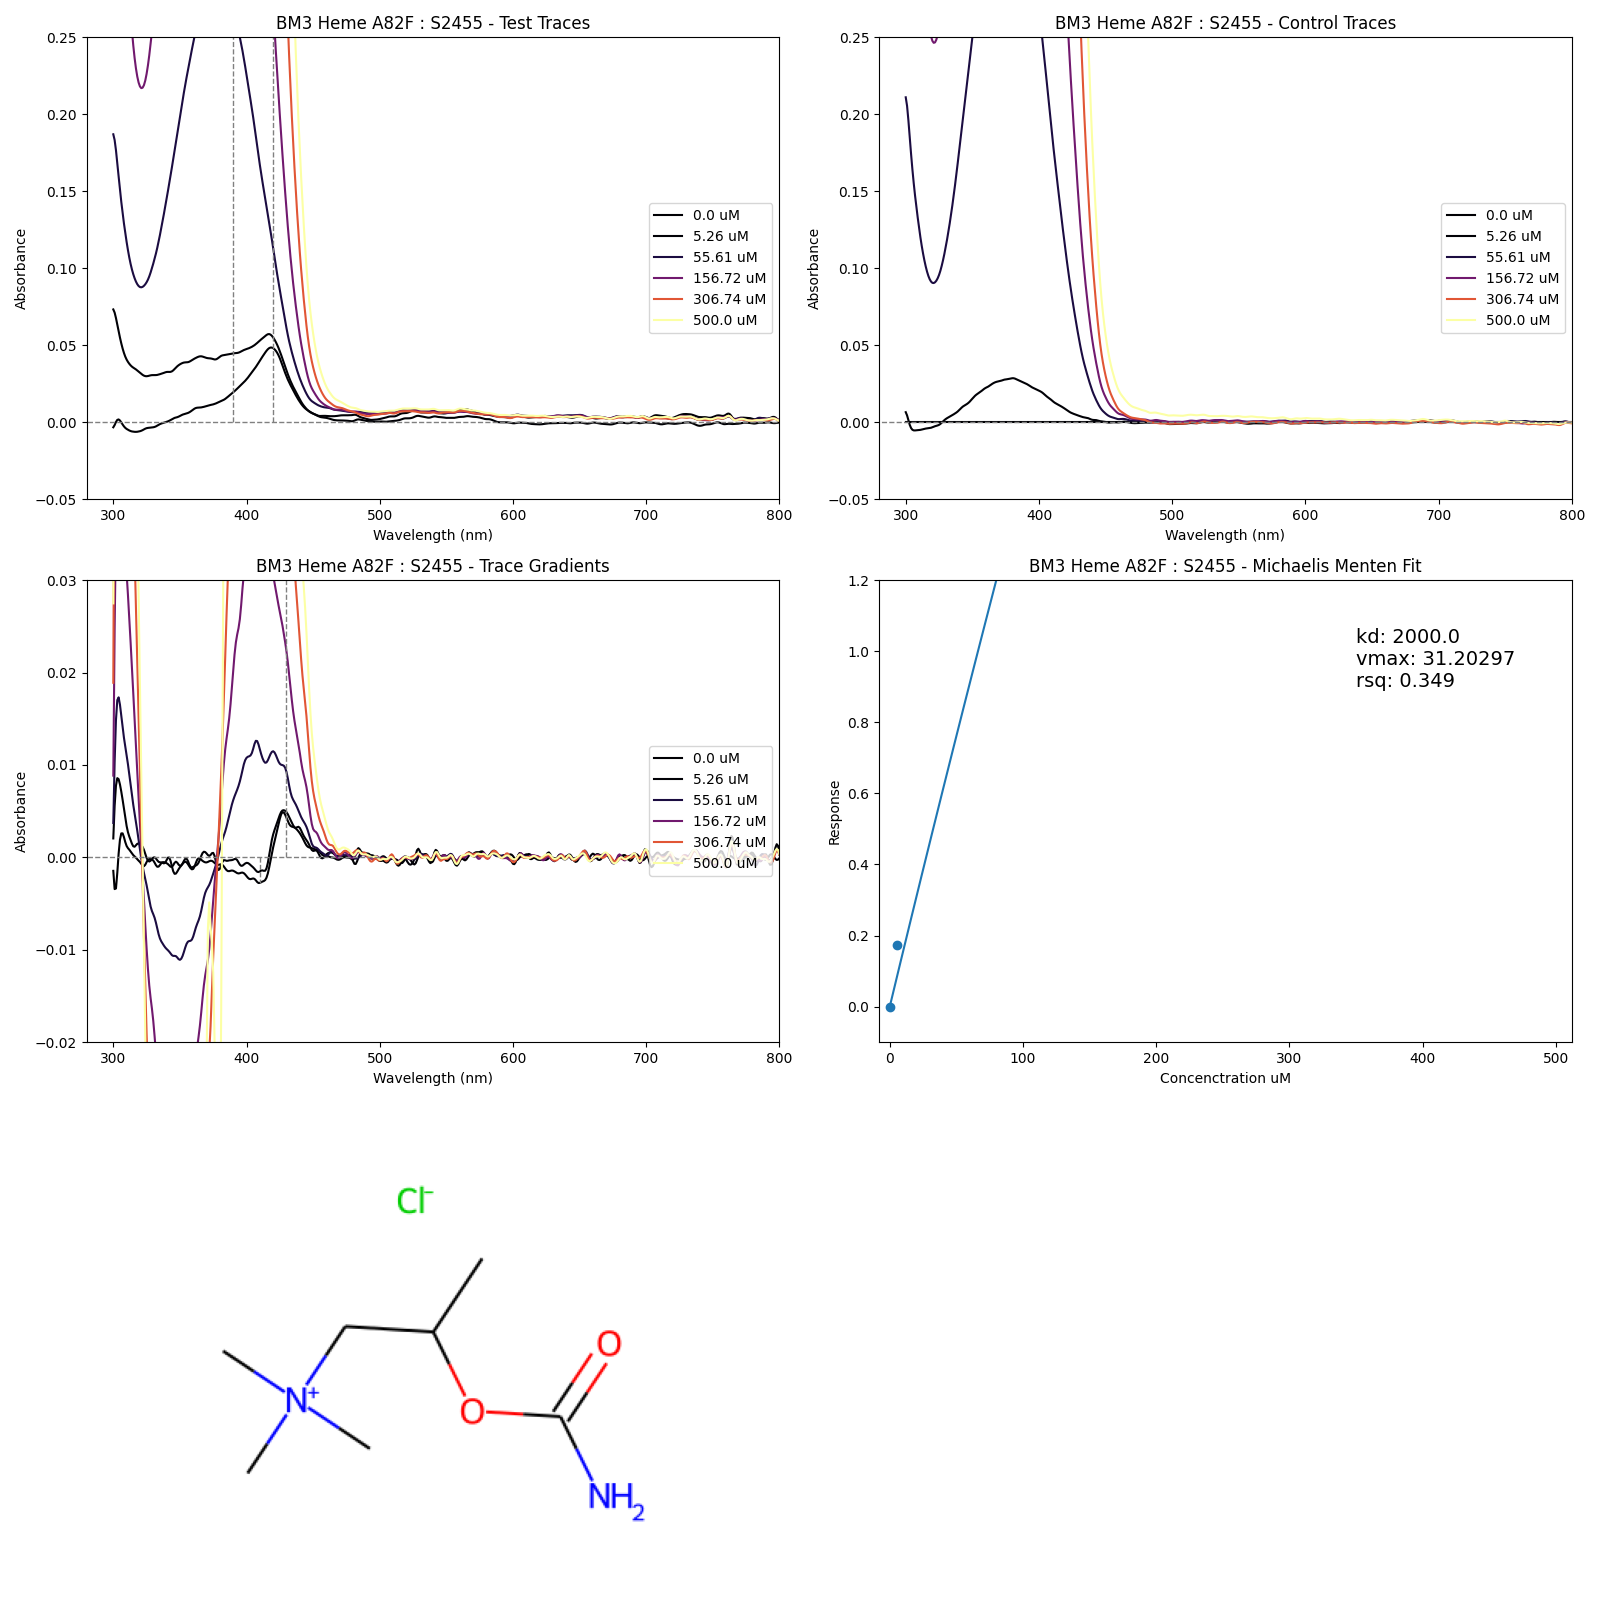 BM3 Heme A82F : S2455 - Test Traces
0.25
0.20
0.15
0.10
0.05
0.00
−0.05
Absorbance
300 400 500 600 700 800
Wavelength (nm)
0.0 uM
5.26 uM
55.61 uM
156.72 uM
306.74 uM
500.0 uM
BM3 Heme A82F : S2455 - Control Traces
0.25
0.20
0.15
0.10
0.05
0.00
−0.05
Absorbance
300 400 500 600 700 800
Wavelength (nm)
0.0 uM
5.26 uM
55.61 uM
156.72 uM
306.74 uM
500.0 uM
BM3 Heme A82F : S2455 - Trace Gradients
0.03
0.02
0.01
0.00
−0.01
−0.02
Absorbance
300 400 500 600 700 800
Wavelength (nm)
0.0 uM
5.26 uM
55.61 uM
156.72 uM
306.74 uM
500.0 uM
BM3 Heme A82F : S2455 - Michaelis Menten Fit
1.2
1.0
0.8
0.6
0.4
0.2
0.0
Response
0 100 200 300 400 500
Concenctration uM
kd: 2000.0
vmax: 31.20297
rsq: 0.349
Cl⁻
O
N⁺
O
NH₂